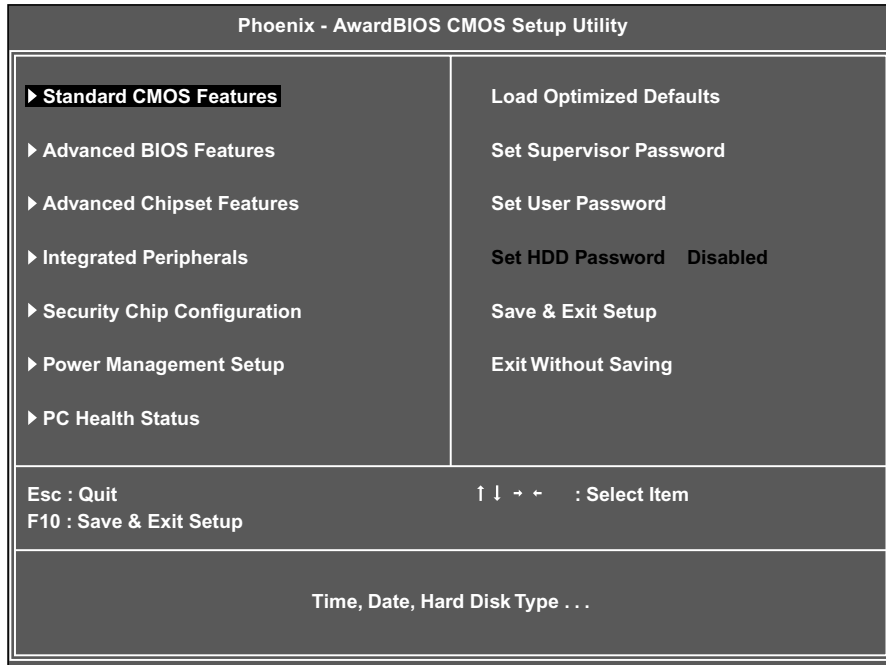 Phoenix - AwardBIOS CMOS Setup Utility
Standard CMOS Features
Advanced BIOS Features
Advanced Chipset Features
Integrated Peripherals
Security Chip Configuration
Power Management Setup
PC Health Status
Load Optimized Defaults
Set Supervisor Password
Set User Password
Set HDD Password Disabled
Save & Exit Setup
Exit Without Saving
Esc : Quit
F10 : Save & Exit Setup
↑ ↓ → ← : Select Item
Time, Date, Hard Disk Type . . .